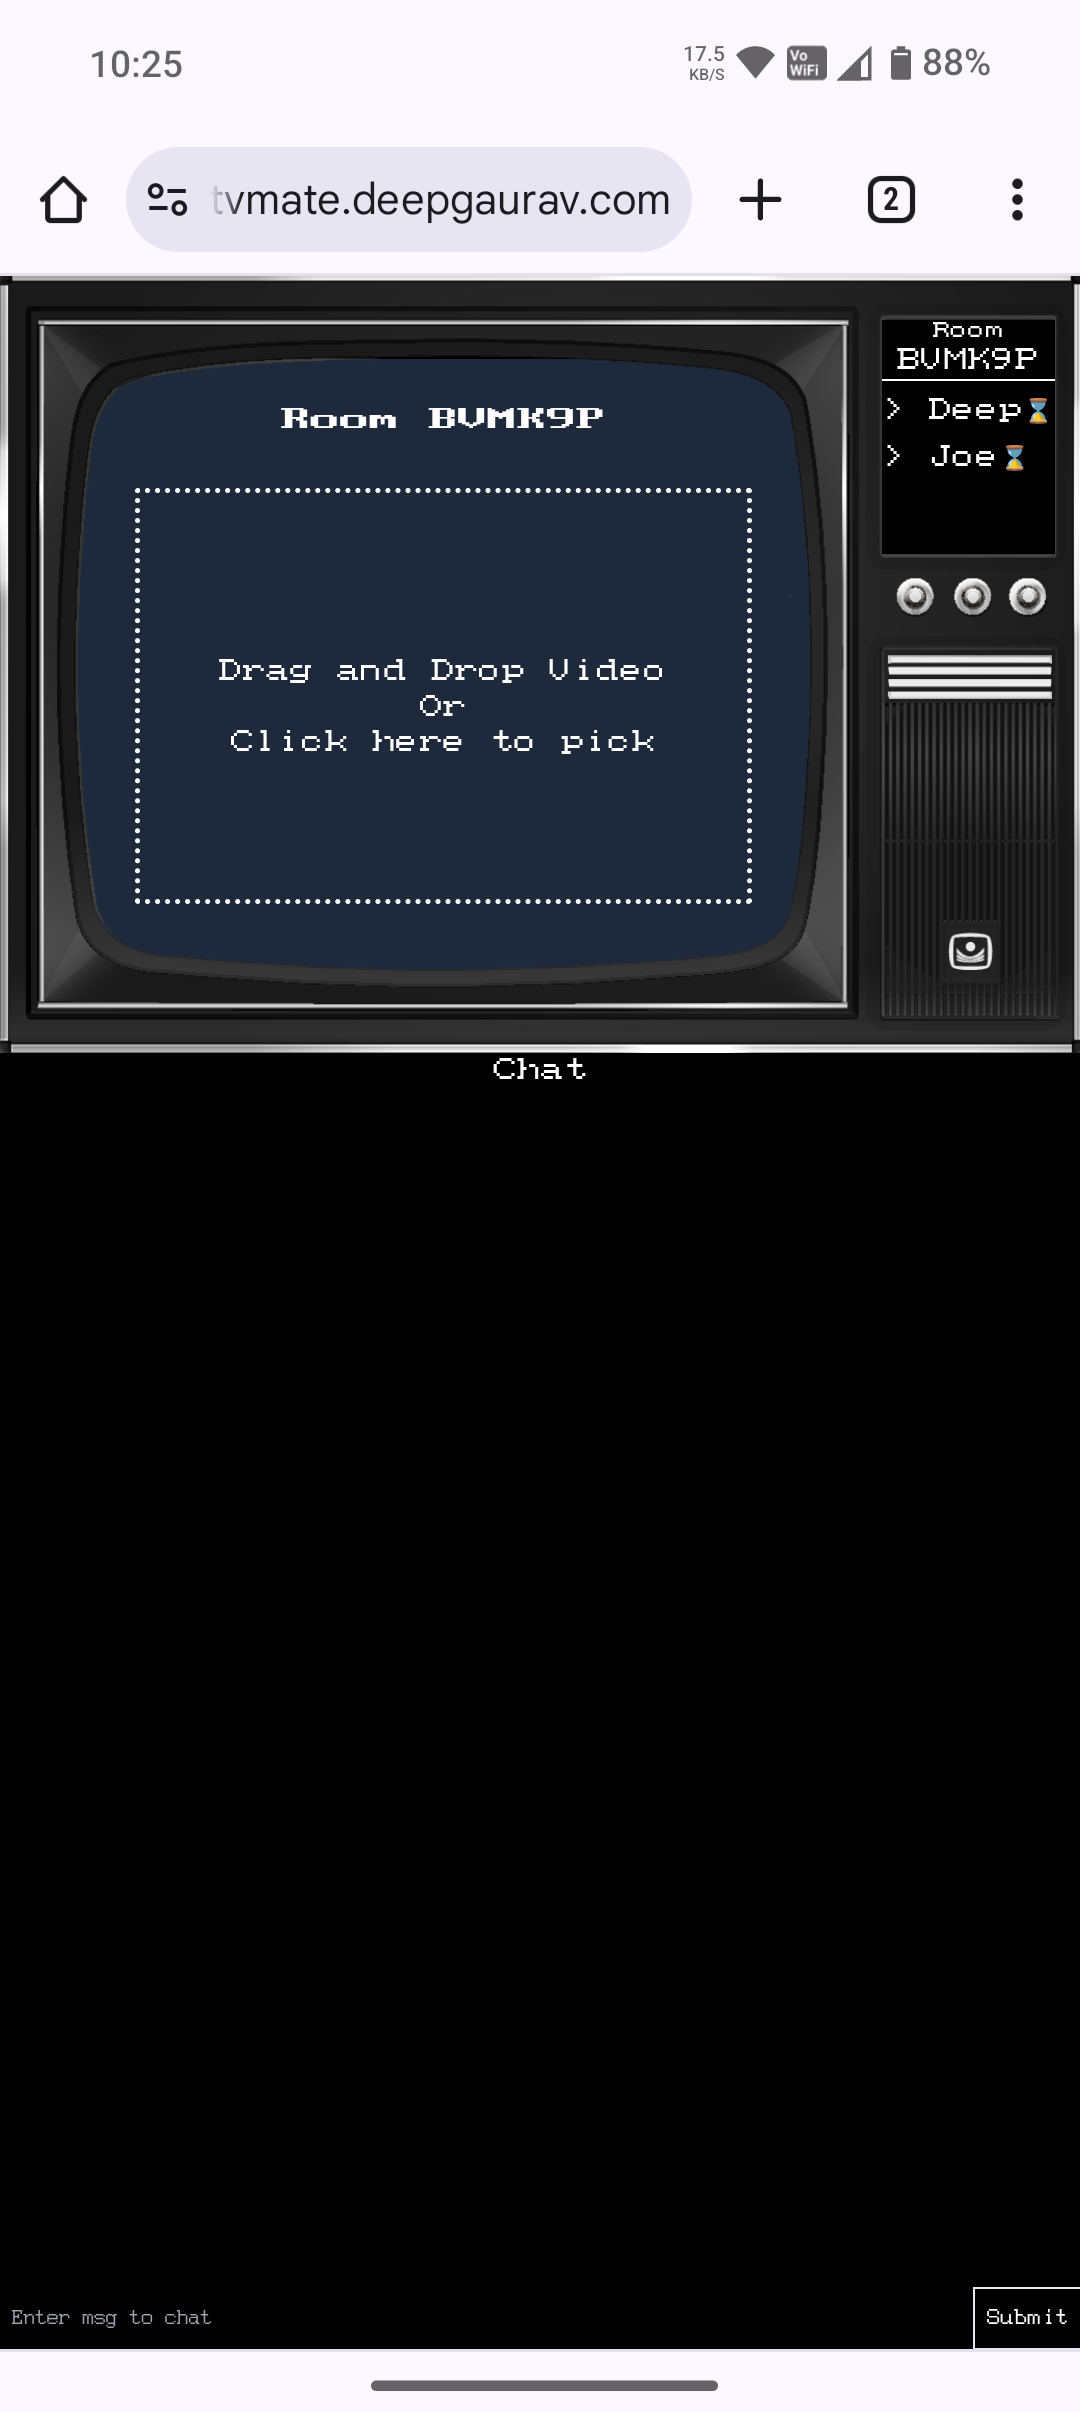 10:25
17.5
KB/S
Vo
WiFi
88%
tvmate.deepgaurav.com
2
Room
BVMK9P
> Deep⌛
> Joe⌛
Room BVMK9P
Drag and Drop Video
Or
Click here to pick
Chat
Enter msg to chat
Submit